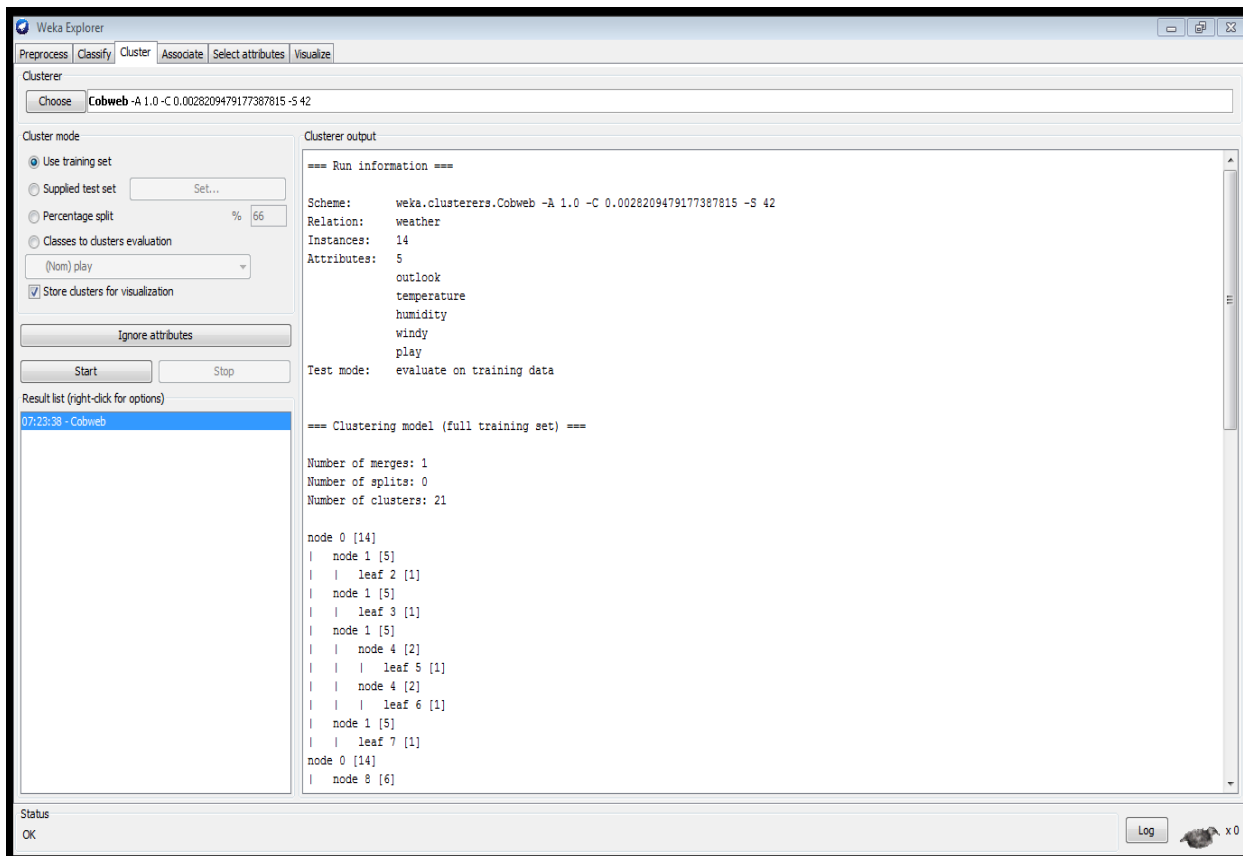 Weka Explorer
Preprocess Classify Cluster Associate Select attributes Visualize
Clusterer
Choose Cobweb -A 1.0 -C 0.0028209479177387815 -S 42
Cluster mode
Use training set
Supplied test set Set...
Percentage split % 66
Classes to clusters evaluation
(Nom) play
Store clusters for visualization
Ignore attributes
Start Stop
Result list (right-click for options)
07:23:38 - Cobweb
Clusterer output
=== Run information ===
Scheme: weka.clusterers.Cobweb -A 1.0 -C 0.0028209479177387815 -S 42
Relation: weather
Instances: 14
Attributes: 5
outlook
temperature
humidity
windy
play
Test mode: evaluate on training data
=== Clustering model (full training set) ===
Number of merges: 1
Number of splits: 0
Number of clusters: 21
node 0 [14]
| node 1 [5]
| | leaf 2 [1]
| node 1 [5]
| | leaf 3 [1]
| node 1 [5]
| | node 4 [2]
| | | leaf 5 [1]
| | node 4 [2]
| | | leaf 6 [1]
| node 1 [5]
| | leaf 7 [1]
node 0 [14]
| node 8 [6]
Status
OK
Log x 0